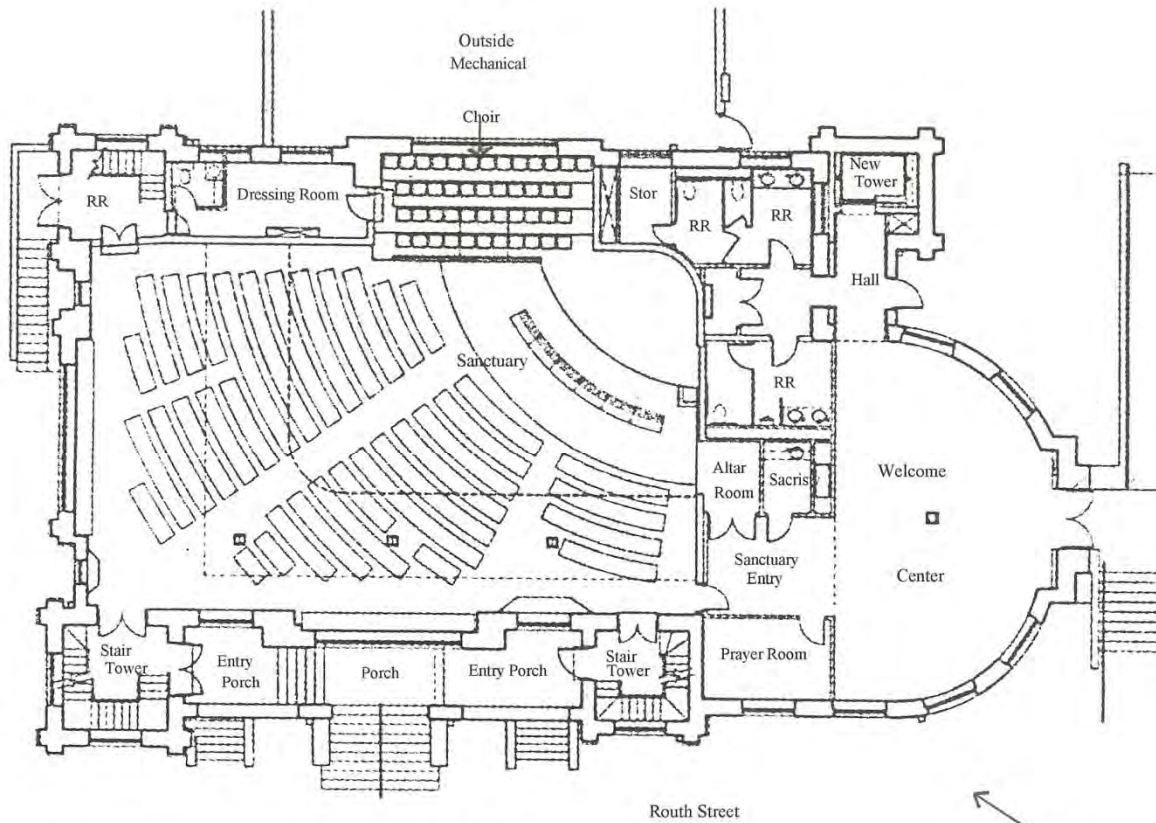 Outside
Mechanical
Choir
New
Tower
RR
Dressing Room
Stor
RR
RR
Hall
Sanctuary
RR
Altar
Room
Sacrisy
Welcome
Sanctuary
Entry
Center
Stair
Tower
Entry
Porch
Porch
Entry Porch
Stair
Tower
Prayer Room
Routh Street